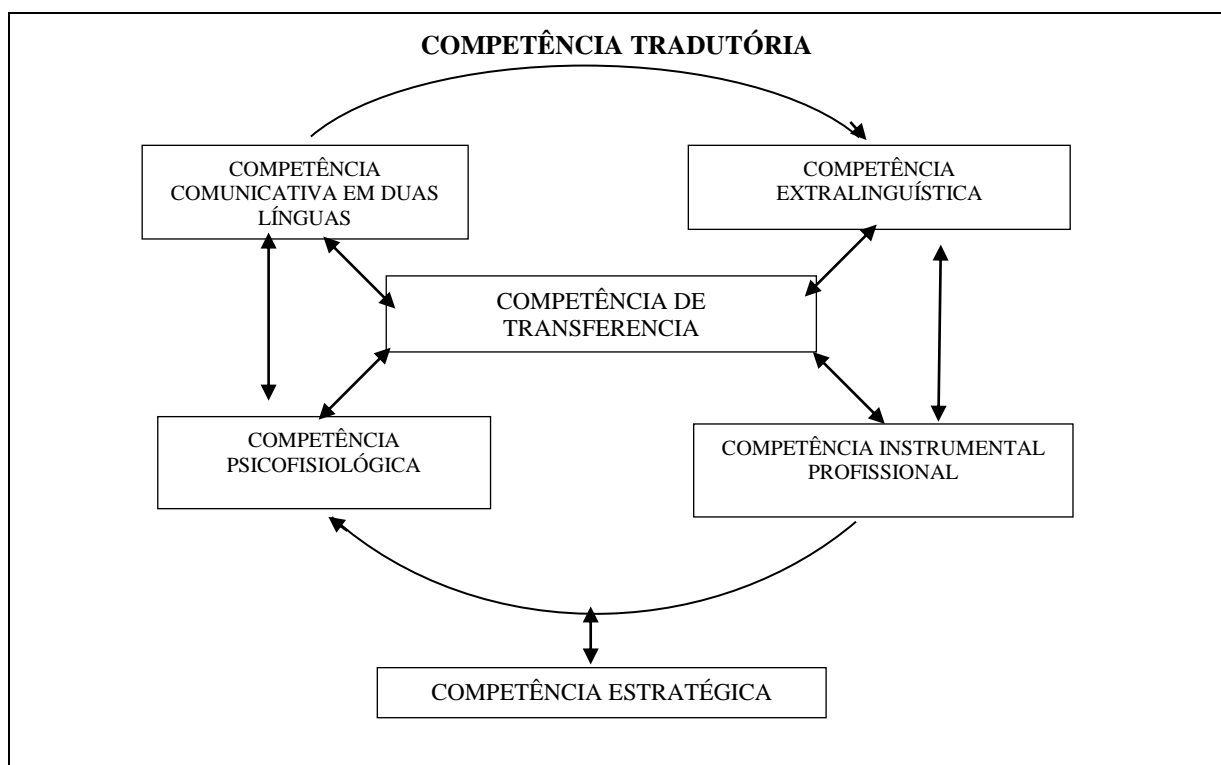 COMPETÊNCIA TRADUTÓRIA
COMPETÊNCIA
COMUNICATIVA EM DUAS
LÍNGUAS
COMPETÊNCIA
EXTRALINGUÍSTICA
COMPETÊNCIA DE
TRANSFERENCIA
COMPETÊNCIA
PSICOFISIOLÓGICA
COMPETÊNCIA INSTRUMENTAL
PROFISSIONAL
COMPETÊNCIA ESTRATÉGICA